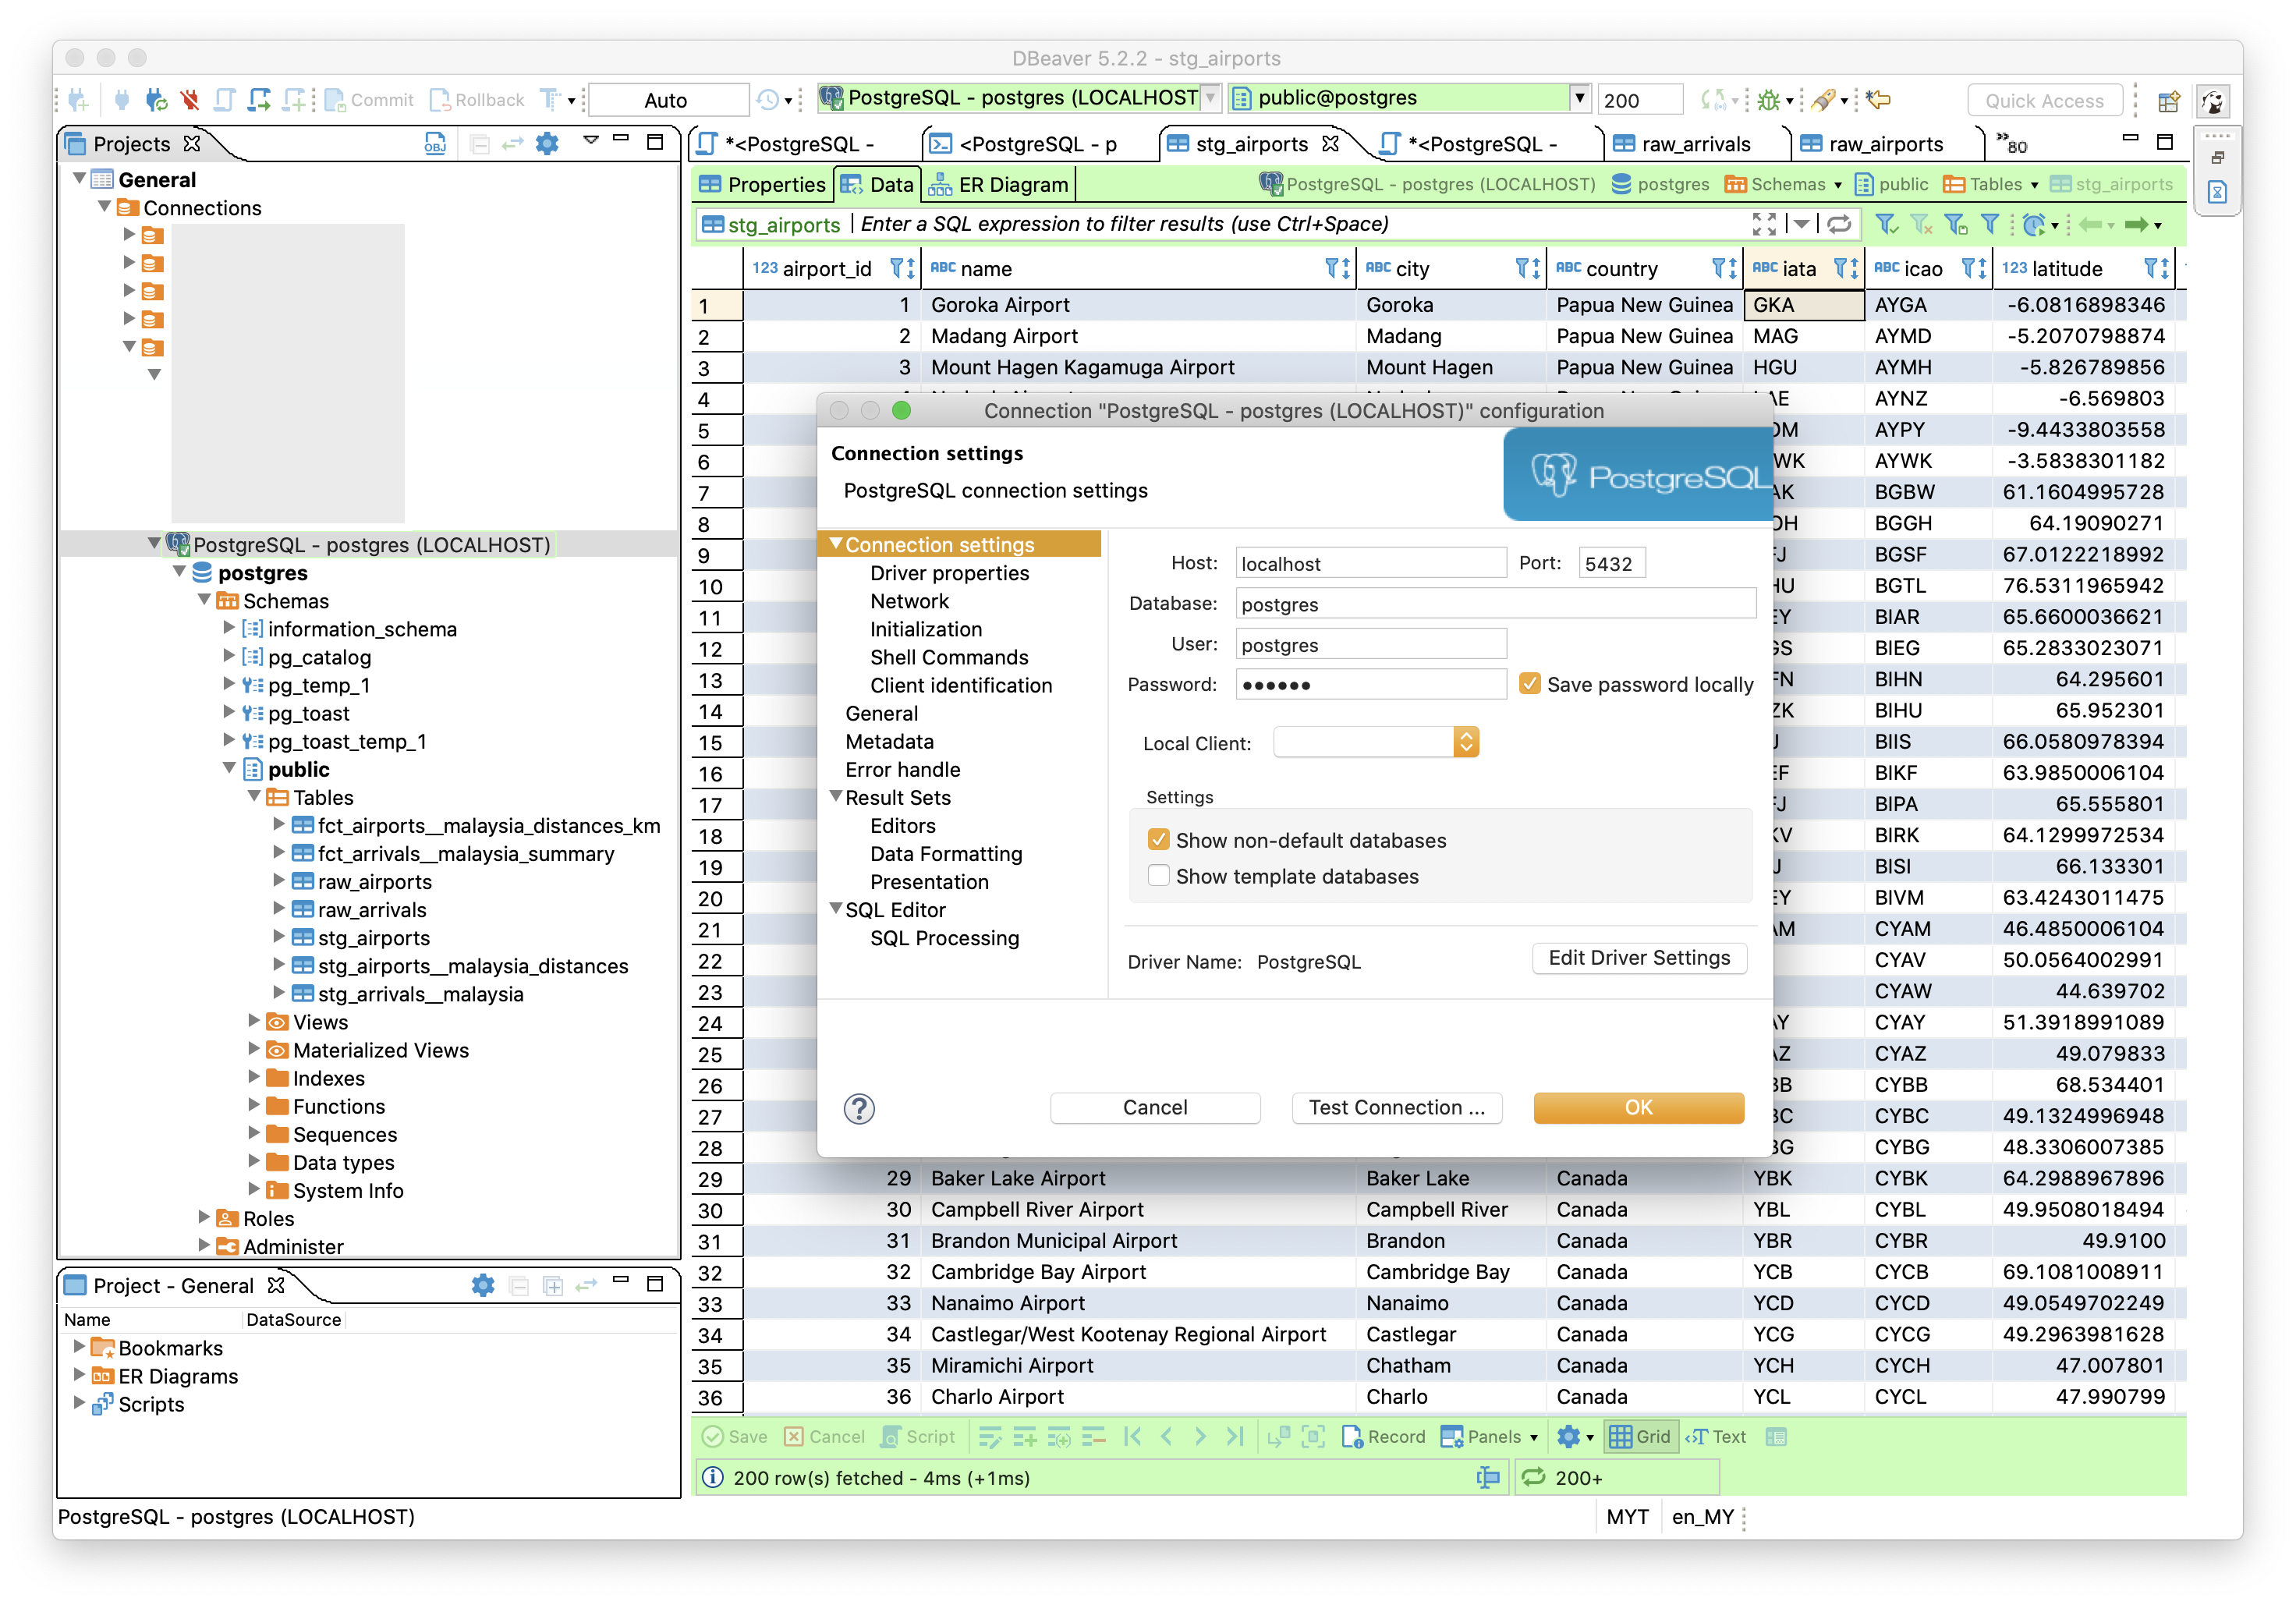 DBeaver 5.2.2 - stg_airports
Commit Rollback Auto PostgreSQL - postgres (LOCALHOST public@postgres 200 Quick Access
Projects
General
Connections
PostgreSQL - postgres (LOCALHOST)
postgres
Schemas
information_schema
pg_catalog
pg_temp_1
pg_toast
pg_toast_temp_1
public
Tables
fct_airports__malaysia_distances_km
fct_arrivals__malaysia_summary
raw_airports
raw_arrivals
stg_airports
stg_airports__malaysia_distances
stg_arrivals__malaysia
Views
Materialized Views
Indexes
Functions
Sequences
Data types
System Info
Roles
Administer
Project - General
Name DataSource
Bookmarks
ER Diagrams
Scripts
*<PostgreSQL - <PostgreSQL - p stg_airports *<PostgreSQL - raw_arrivals raw_airports »80
Properties Data ER Diagram PostgreSQL - postgres (LOCALHOST) postgres Schemas public Tables stg_airports
stg_airports Enter a SQL expression to filter results (use Ctrl+Space)
123 airport_id ABC name ABC city ABC country ABC iata ABC icao 123 latitude
1 1 Goroka Airport Goroka Papua New Guinea GKA AYGA -6.0816898346
2 2 Madang Airport Madang Papua New Guinea MAG AYMD -5.2070798874
3 3 Mount Hagen Kagamuga Airport Mount Hagen Papua New Guinea HGU AYMH -5.826789856
4 AYNZ -6.569803
5 AYPY -9.4433803558
6 AYWK -3.5838301182
7 BGBW 61.1604995728
8 BGGH 64.19090271
9 BGSF 67.0122218992
10 BGTL 76.5311965942
11 BIAR 65.6600036621
12 BIEG 65.2833023071
13 BIHN 64.295601
14 BIHU 65.952301
15 BIIS 66.0580978394
16 BIKF 63.9850006104
17 BIPA 65.555801
18 BIRK 64.1299972534
19 BISI 66.133301
20 BIVM 63.4243011475
21 CYAM 46.4850006104
22 CYAV 50.0564002991
23 CYAW 44.639702
24 CYAY 51.3918991089
25 CYAZ 49.079833
26 CYBB 68.534401
27 CYBC 49.1324996948
28 CYBG 48.3306007385
29 29 Baker Lake Airport Baker Lake Canada YBK CYBK 64.2988967896
30 30 Campbell River Airport Campbell River Canada YBL CYBL 49.9508018494
31 31 Brandon Municipal Airport Brandon Canada YBR CYBR 49.9100
32 32 Cambridge Bay Airport Cambridge Bay Canada YCB CYCB 69.1081008911
33 33 Nanaimo Airport Nanaimo Canada YCD CYCD 49.0549702249
34 34 Castlegar/West Kootenay Regional Airport Castlegar Canada YCG CYCG 49.2963981628
35 35 Miramichi Airport Chatham Canada YCH CYCH 47.007801
36 36 Charlo Airport Charlo Canada YCL CYCL 47.990799
Connection "PostgreSQL - postgres (LOCALHOST)" configuration
Connection settings
PostgreSQL connection settings
PostgreSQL
Connection settings
Driver properties
Network
Initialization
Shell Commands
Client identification
General
Metadata
Error handle
Result Sets
Editors
Data Formatting
Presentation
SQL Editor
SQL Processing
Host: localhost Port: 5432
Database: postgres
User: postgres
Password: •••••• Save password locally
Local Client:
Settings
Show non-default databases
Show template databases
Driver Name: PostgreSQL Edit Driver Settings
? Cancel Test Connection ... OK
Save Cancel Script Record Panels Grid Text
200 row(s) fetched - 4ms (+1ms) 200+
PostgreSQL - postgres (LOCALHOST) MYT en_MY